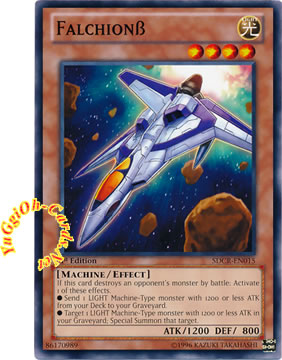 FALCHIONß
LIGHT
光
1st Edition
SDCR-EN015
[MACHINE / EFFECT]
If this card destroys an opponent's monster by battle: Activate
1 of these effects.
● Send 1 LIGHT Machine-Type monster with 1200 or less ATK
from your Deck to your Graveyard.
● Target 1 LIGHT Machine-Type monster with 1200 or less ATK in
your Graveyard; Special Summon that target.
ATK/1200 DEF/ 800
86170989
©1996 KAZUKI TAKAHASHI
YuGgiOh-Cards.Net